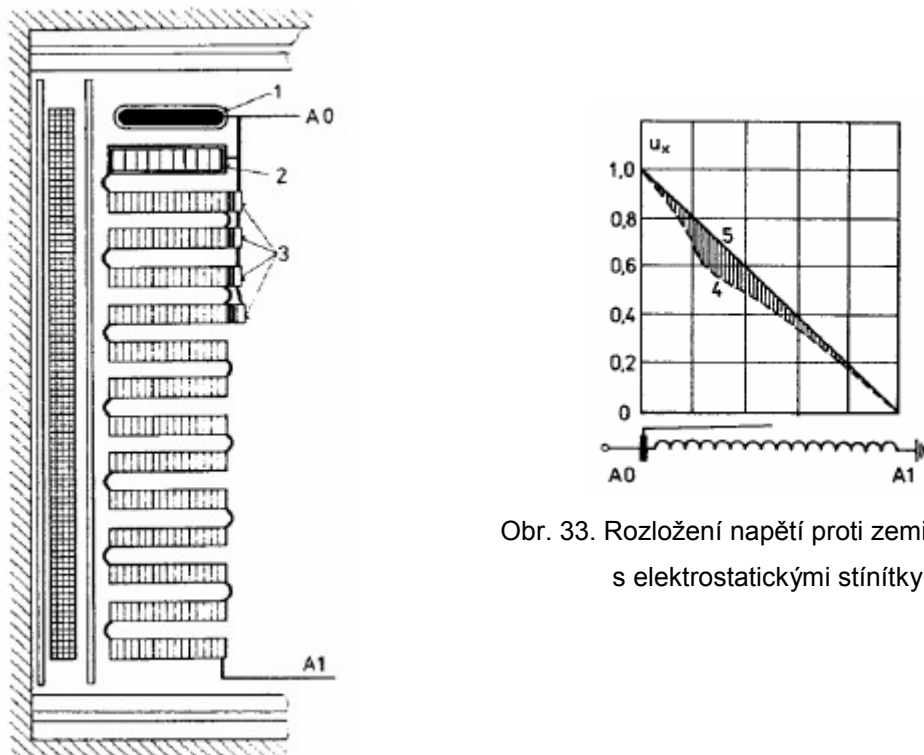 1
A0
2
3
A1
u x
1,0
0,8
0,6
0,4
0,2
0
5
4
A0
A1
Obr. 33. Rozložení napětí proti zemi
s elektrostatickými stínítky